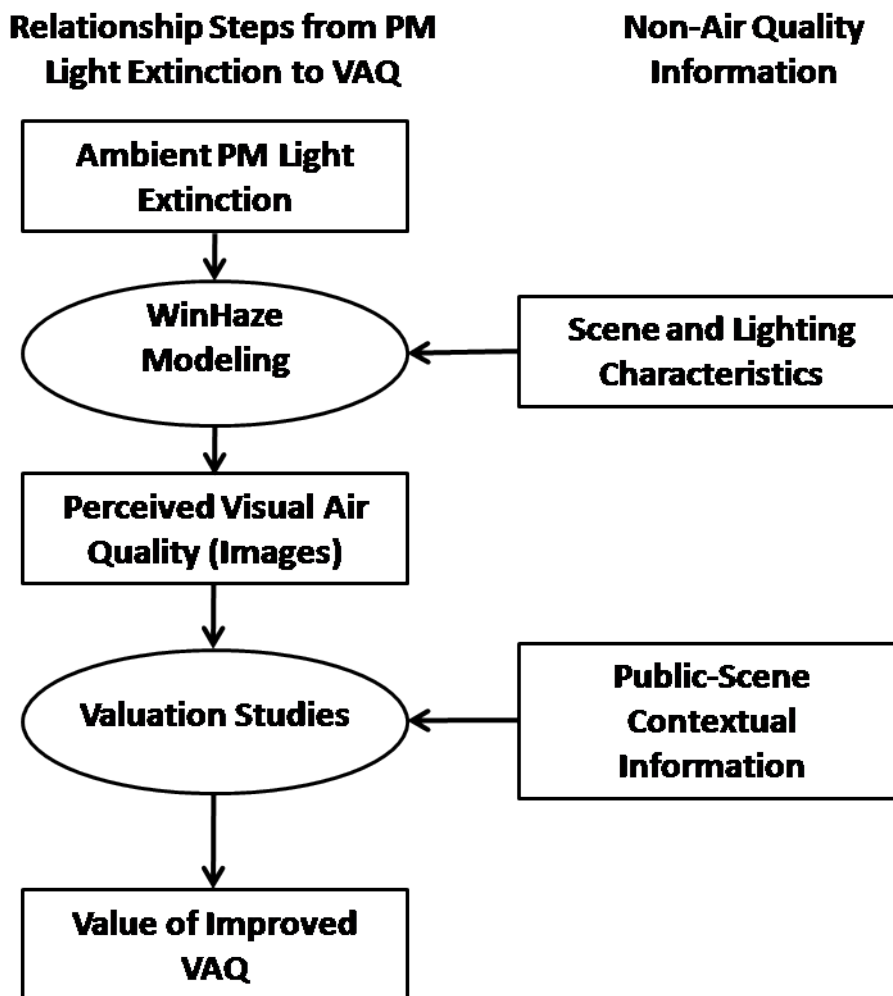 Relationship Steps from PM
Light Extinction to VAQ
Non-Air Quality
Information
Ambient PM Light
Extinction
WinHaze
Modeling
Scene and Lighting
Characteristics
Perceived Visual Air
Quality (Images)
Valuation Studies
Public-Scene
Contextual
Information
Value of Improved
VAQ